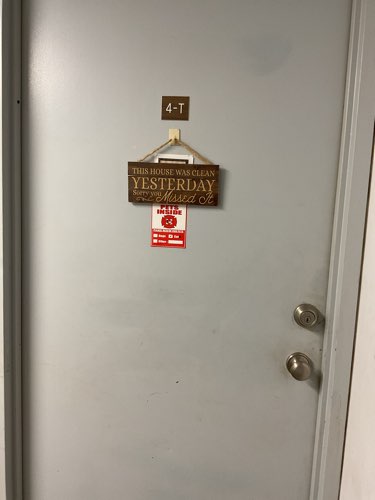 4-T
THIS HOUSE WAS CLEAN
YESTERDAY
Sorry you
Missed It
PETS
INSIDE